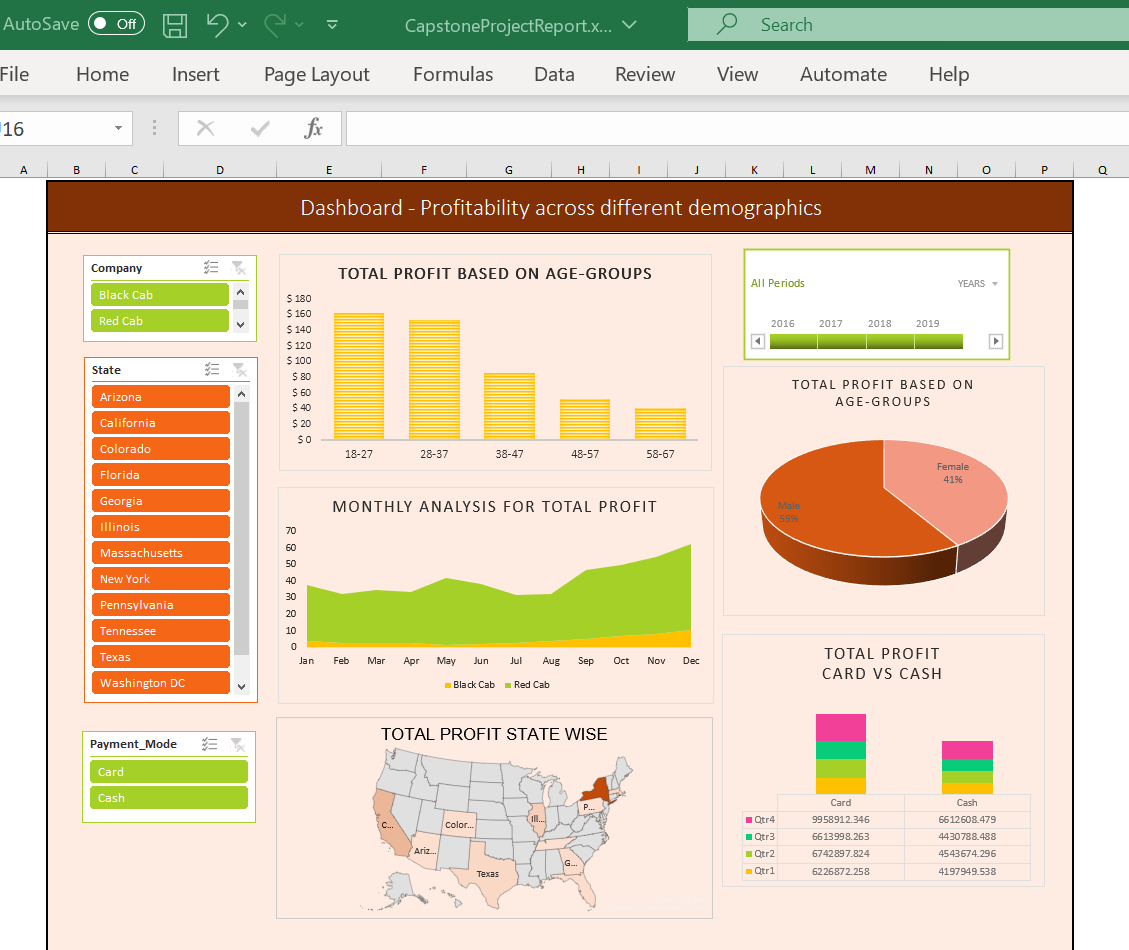 AutoSave Off CapstoneProjectReport.x... Search
File Home Insert Page Layout Formulas Data Review View Automate Help
16 fx
A B C D E F G H I J K L M N O P Q
Dashboard - Profitability across different demographics
Company
Black Cab
Red Cab
State
Arizona
California
Colorado
Florida
Georgia
Illinois
Massachusetts
New York
Pennsylvania
Tennessee
Texas
Washington DC
Payment_Mode
Card
Cash
TOTAL PROFIT BASED ON AGE-GROUPS
$ 180
$ 160
$ 140
$ 120
$ 100
$ 80
$ 60
$ 40
$ 20
$ 0
18-27 28-37 38-47 48-57 58-67
MONTHLY ANALYSIS FOR TOTAL PROFIT
70
60
50
40
30
20
10
0
Jan Feb Mar Apr May Jun Jul Aug Sep Oct Nov Dec
Black Cab Red Cab
TOTAL PROFIT STATE WISE
P...
C... Color... Ill...
Ariz... G...
Texas
All Periods YEARS
2016 2017 2018 2019
TOTAL PROFIT BASED ON
AGE-GROUPS
Female
41%
Male
59%
TOTAL PROFIT
CARD VS CASH
Card Cash
Qtr4 9958912.346 6612608.479
Qtr3 6613998.263 4430788.488
Qtr2 6742897.824 4543674.296
Qtr1 6226872.258 4197949.538